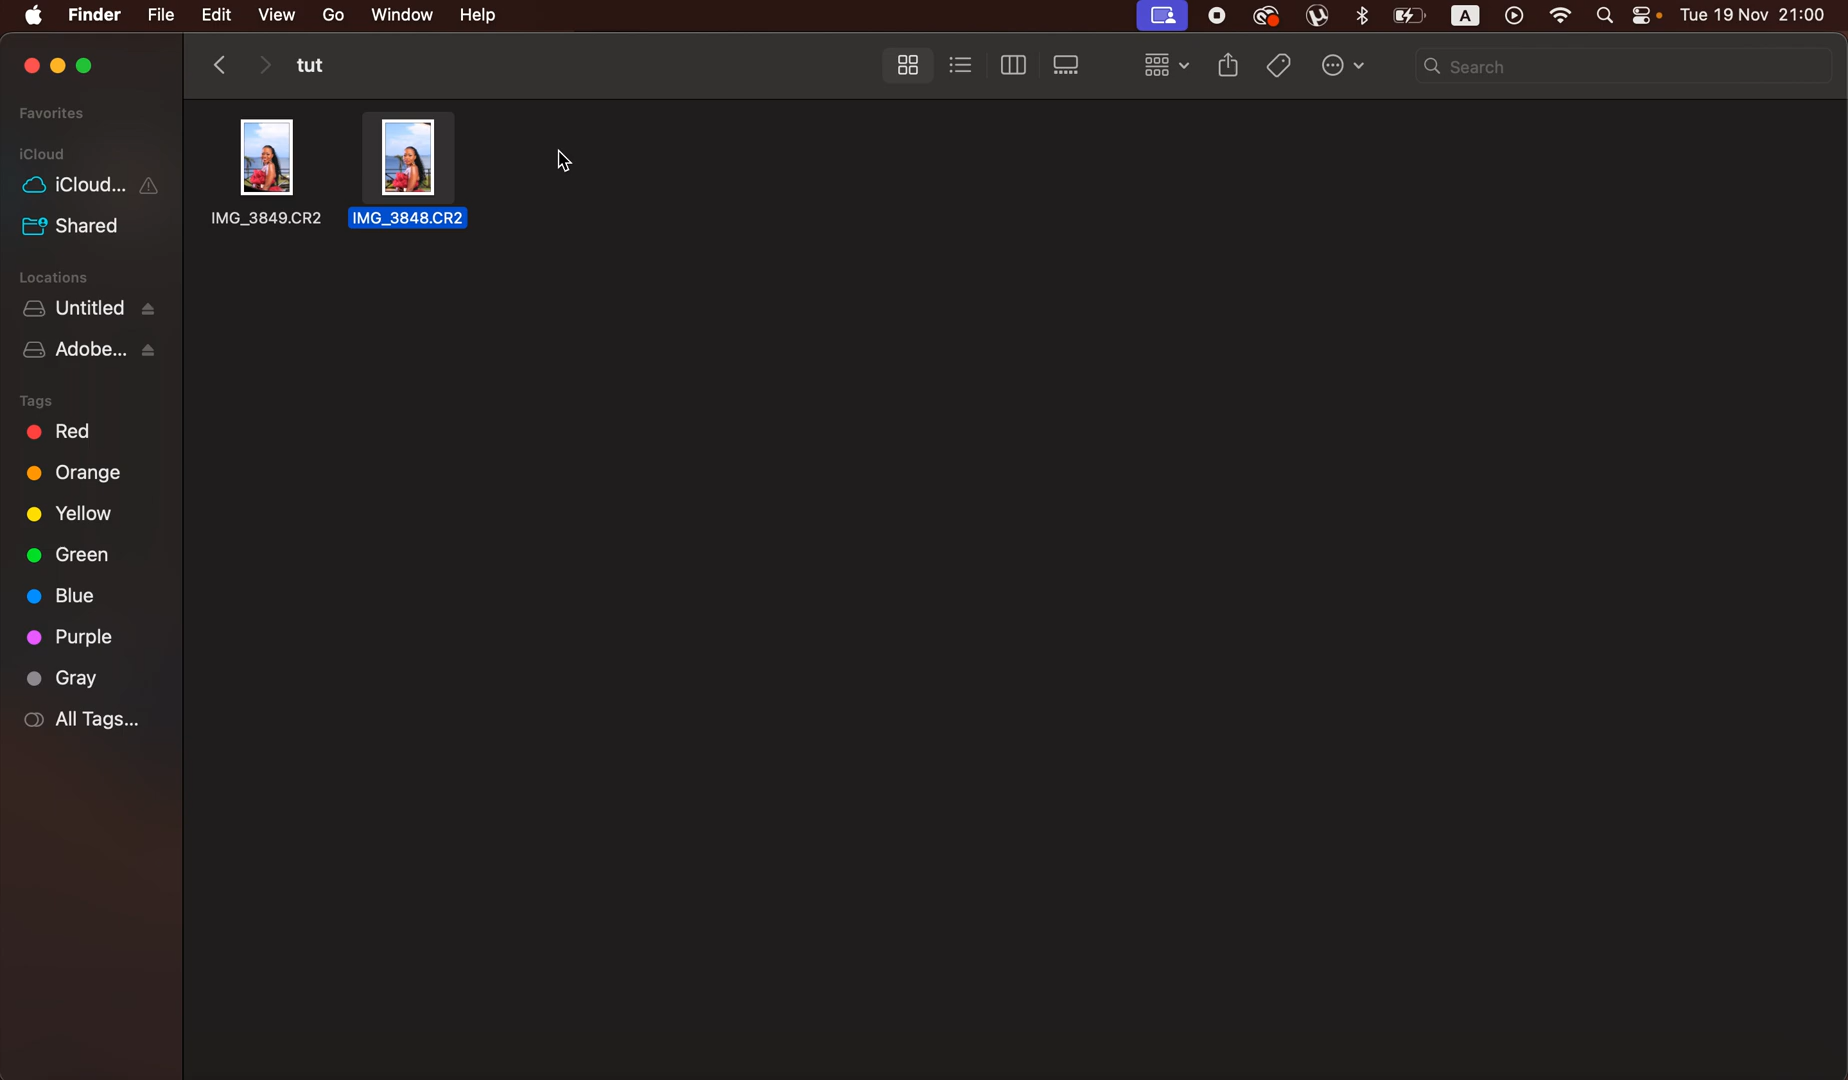 Finder File Edit View Go Window Help A Tue 19 Nov 21:00
tut
Search
Favorites
iCloud
iCloud...
Shared
Locations
Untitled
Adobe...
Tags
Red
Orange
Yellow
Green
Blue
Purple
Gray
All Tags...
IMG_3849.CR2 IMG_3848.CR2